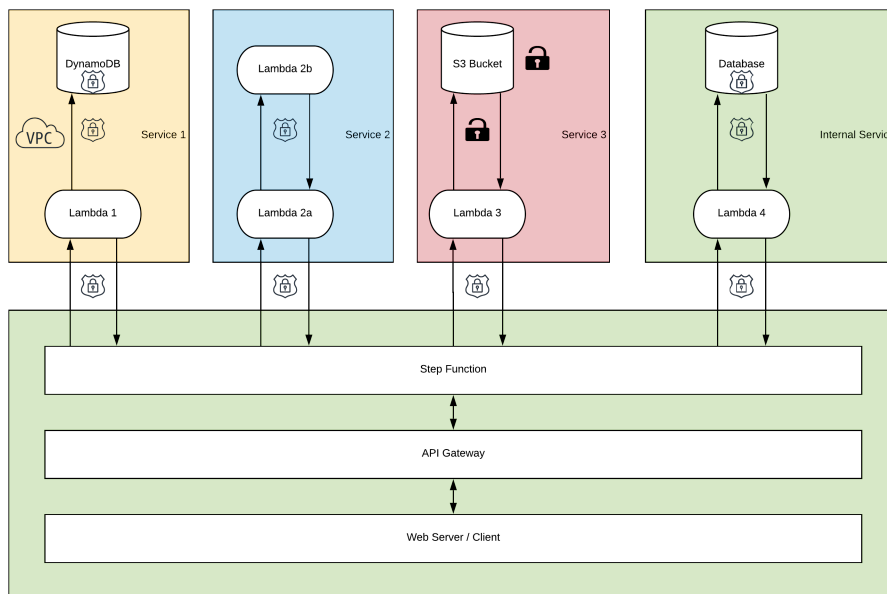 DynamoDB
VPC
Service 1
Lambda 1
Lambda 2b
Service 2
Lambda 2a
S3 Bucket
Service 3
Lambda 3
Database
Internal Servic
Lambda 4
Step Function
API Gateway
Web Server / Client